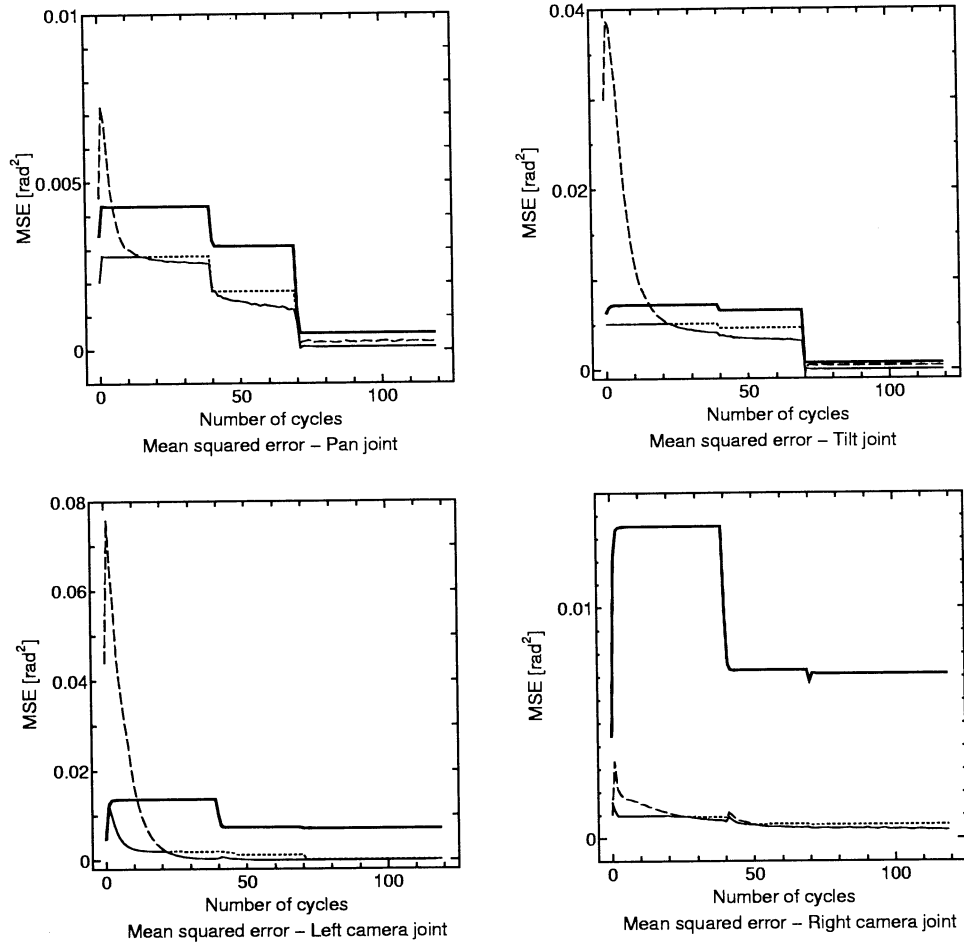 0.01
MSE [rad²]
0.005
0
0
50
100
Number of cycles
Mean squared error – Pan joint
0.04
MSE [rad²]
0.02
0
0
50
100
Number of cycles
Mean squared error – Tilt joint
0.08
0.06
MSE [rad²]
0.04
0.02
0
0
50
100
Number of cycles
Mean squared error – Left camera joint
0.01
MSE [rad²]
0
0
50
100
Number of cycles
Mean squared error – Right camera joint